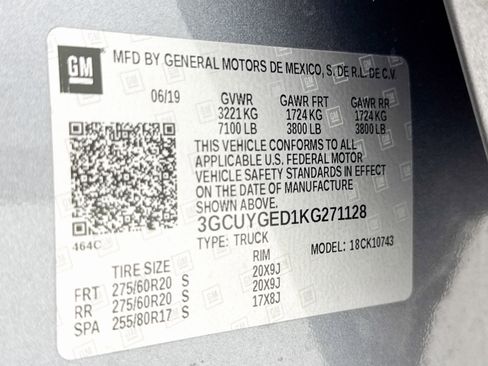 GM
MFD BY GENERAL MOTORS DE MEXICO, S. DE R.L. DE C.V.
06/19 GVWR GAWR FRT GAWR RR
3221 KG 1724 KG 1724 KG
7100 LB 3800 LB 3800 LB
THIS VEHICLE CONFORMS TO ALL
APPLICABLE U.S. FEDERAL MOTOR
VEHICLE SAFETY STANDARDS IN EFFECT
ON THE DATE OF MANUFACTURE SHOWN ABOVE.
3GCUYGED1KG271128
464C
TYPE: TRUCK MODEL: 18CK10743
TIRE SIZE RIM
FRT 275/60R20 S 20X9J
RR 275/60R20 S 20X9J
SPA 255/80R17 S 17X8J